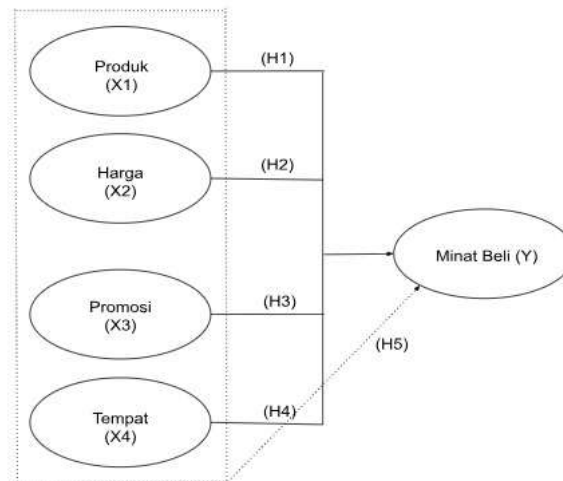 Produk
(X1)
(H1)
Harga
(X2)
(H2)
Minat Beli (Y)
Promosi
(X3)
(H3)
(H5)
Tempat
(X4)
(H4)